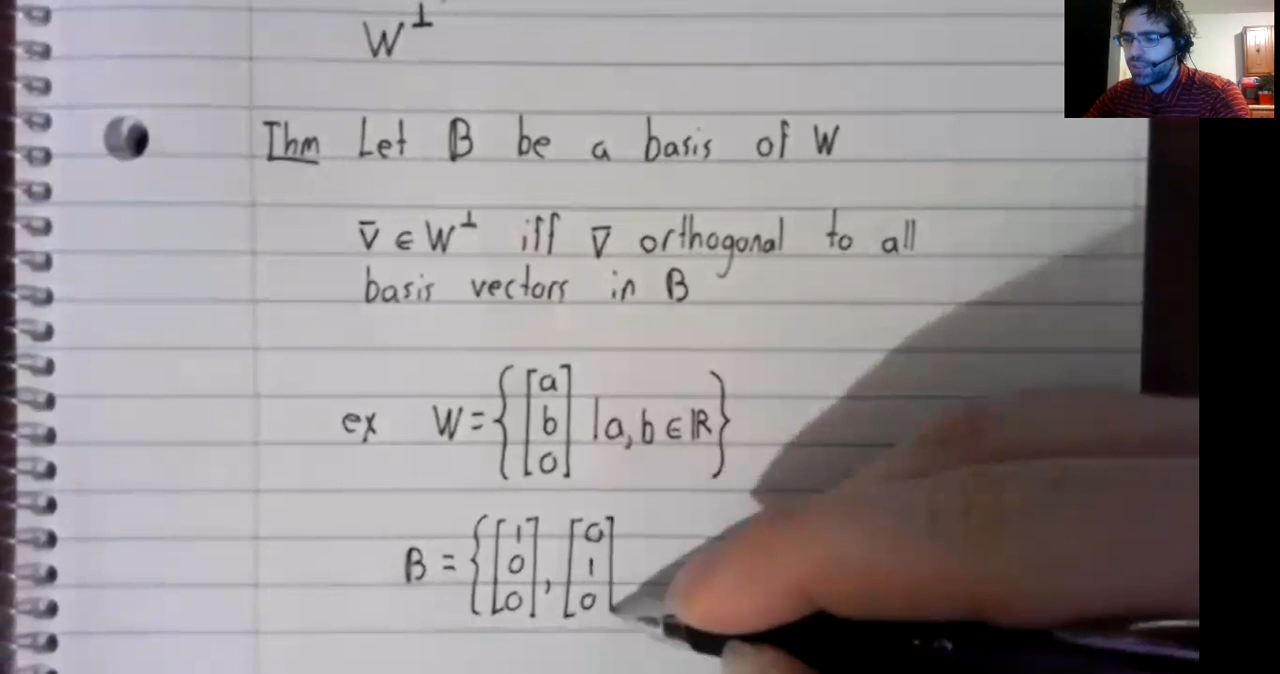 W⊥
Thm Let B be a basis of W
v̄ ∈ W⊥ iff v̄ orthogonal to all
basis vectors in B
ex W = { [a b 0] | a, b ∈ ℝ }
B = { [1 0 0], [0 1 0]